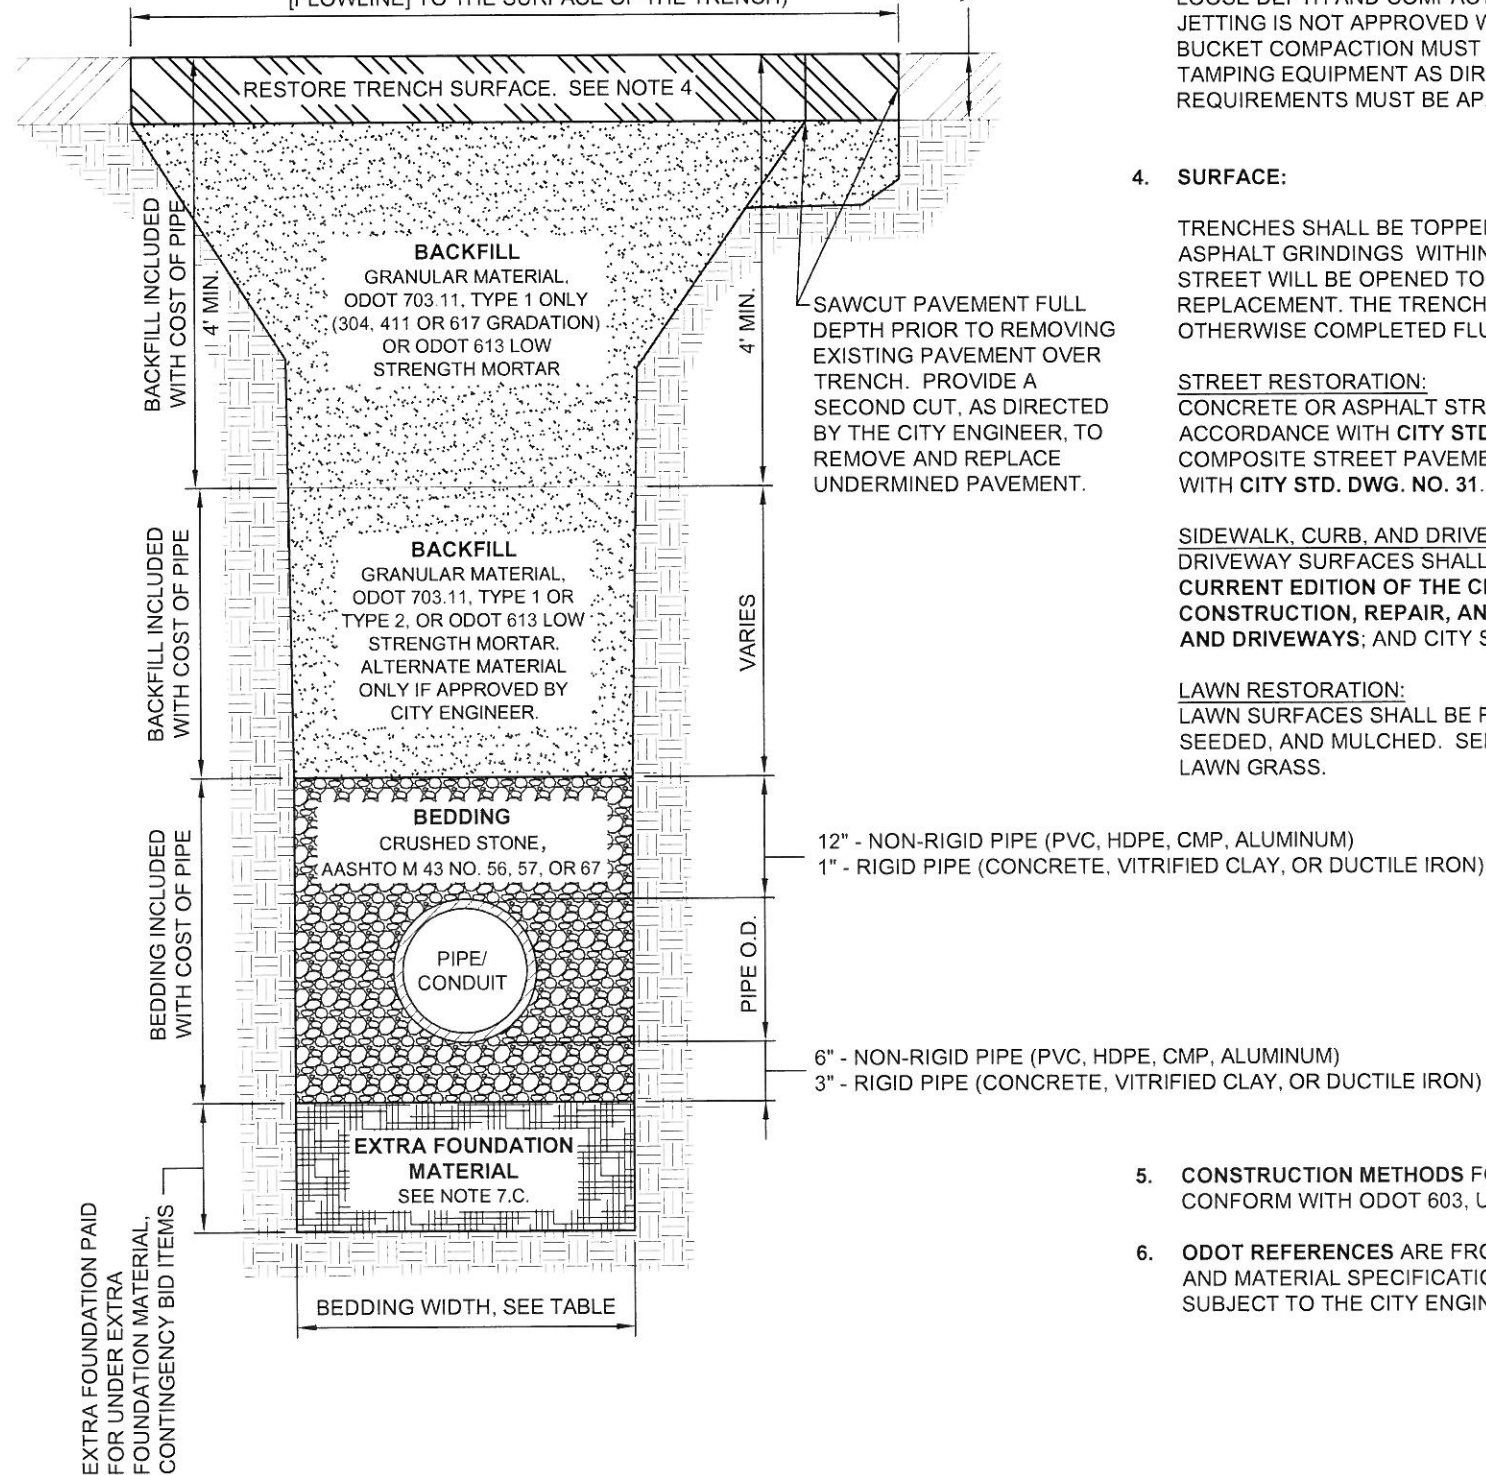 [FLOWLINE] TO THE SURFACE OF THE TRENCH)
RESTORE TRENCH SURFACE. SEE NOTE 4
BACKFILL INCLUDED
WITH COST OF PIPE
4' MIN.
BACKFILL
GRANULAR MATERIAL,
ODOT 703.11, TYPE 1 ONLY
(304, 411 OR 617 GRADATION)
OR ODOT 613 LOW
STRENGTH MORTAR
4' MIN.
SAWCUT PAVEMENT FULL
DEPTH PRIOR TO REMOVING
EXISTING PAVEMENT OVER
TRENCH. PROVIDE A
SECOND CUT, AS DIRECTED
BY THE CITY ENGINEER, TO
REMOVE AND REPLACE
UNDERMINED PAVEMENT.
BACKFILL INCLUDED
WITH COST OF PIPE
BACKFILL
GRANULAR MATERIAL,
ODOT 703.11, TYPE 1 OR
TYPE 2, OR ODOT 613 LOW
STRENGTH MORTAR.
ALTERNATE MATERIAL
ONLY IF APPROVED BY
CITY ENGINEER.
VARIES
BEDDING INCLUDED
WITH COST OF PIPE
BEDDING
CRUSHED STONE,
AASHTO M 43 NO. 56, 57, OR 67
12" - NON-RIGID PIPE (PVC, HDPE, CMP, ALUMINUM)
1" - RIGID PIPE (CONCRETE, VITRIFIED CLAY, OR DUCTILE IRON)
PIPE/
CONDUIT
PIPE O.D.
6" - NON-RIGID PIPE (PVC, HDPE, CMP, ALUMINUM)
3" - RIGID PIPE (CONCRETE, VITRIFIED CLAY, OR DUCTILE IRON)
EXTRA FOUNDATION
MATERIAL
SEE NOTE 7.C.
EXTRA FOUNDATION PAID
FOR UNDER EXTRA
FOUNDATION MATERIAL,
CONTINGENCY BID ITEMS
BEDDING WIDTH, SEE TABLE
LOOSE DEPTH AND COMPACT
JETTING IS NOT APPROVED W
BUCKET COMPACTION MUST
TAMPING EQUIPMENT AS DIR
REQUIREMENTS MUST BE AP
4. SURFACE:
TRENCHES SHALL BE TOPPE
ASPHALT GRINDINGS WITHIN
STREET WILL BE OPENED TO
REPLACEMENT. THE TRENCH
OTHERWISE COMPLETED FLU
STREET RESTORATION:
CONCRETE OR ASPHALT STR
ACCORDANCE WITH CITY STD
COMPOSITE STREET PAVEME
WITH CITY STD. DWG. NO. 31.
SIDEWALK, CURB, AND DRIVE
DRIVEWAY SURFACES SHALL
CURRENT EDITION OF THE CI
CONSTRUCTION, REPAIR, AN
AND DRIVEWAYS; AND CITY S
LAWN RESTORATION:
LAWN SURFACES SHALL BE F
SEEDED, AND MULCHED. SEE
LAWN GRASS.
5. CONSTRUCTION METHODS FO
CONFORM WITH ODOT 603, U
6. ODOT REFERENCES ARE FRO
AND MATERIAL SPECIFICATIO
SUBJECT TO THE CITY ENGIN